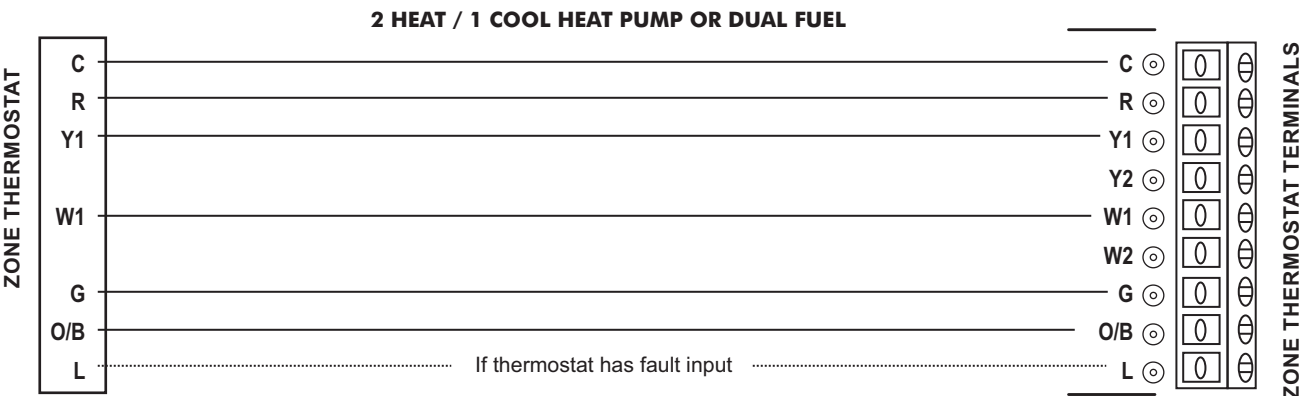 2 HEAT / 1 COOL HEAT PUMP OR DUAL FUEL
ZONE THERMOSTAT
C
R
Y1
W1
G
O/B
L
If thermostat has fault input
C
R
Y1
Y2
W1
W2
G
O/B
L
ZONE THERMOSTAT TERMINALS